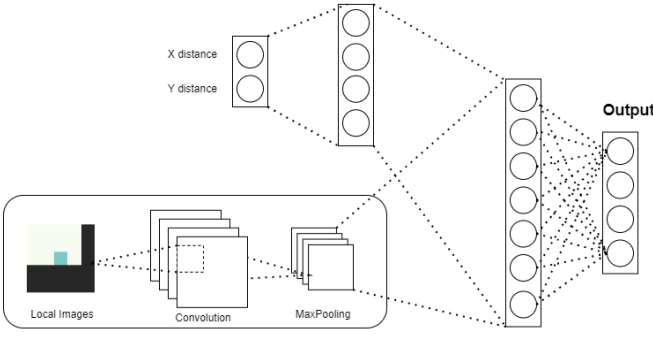 X distance
Y distance
Output
Local Images
Convolution
MaxPooling